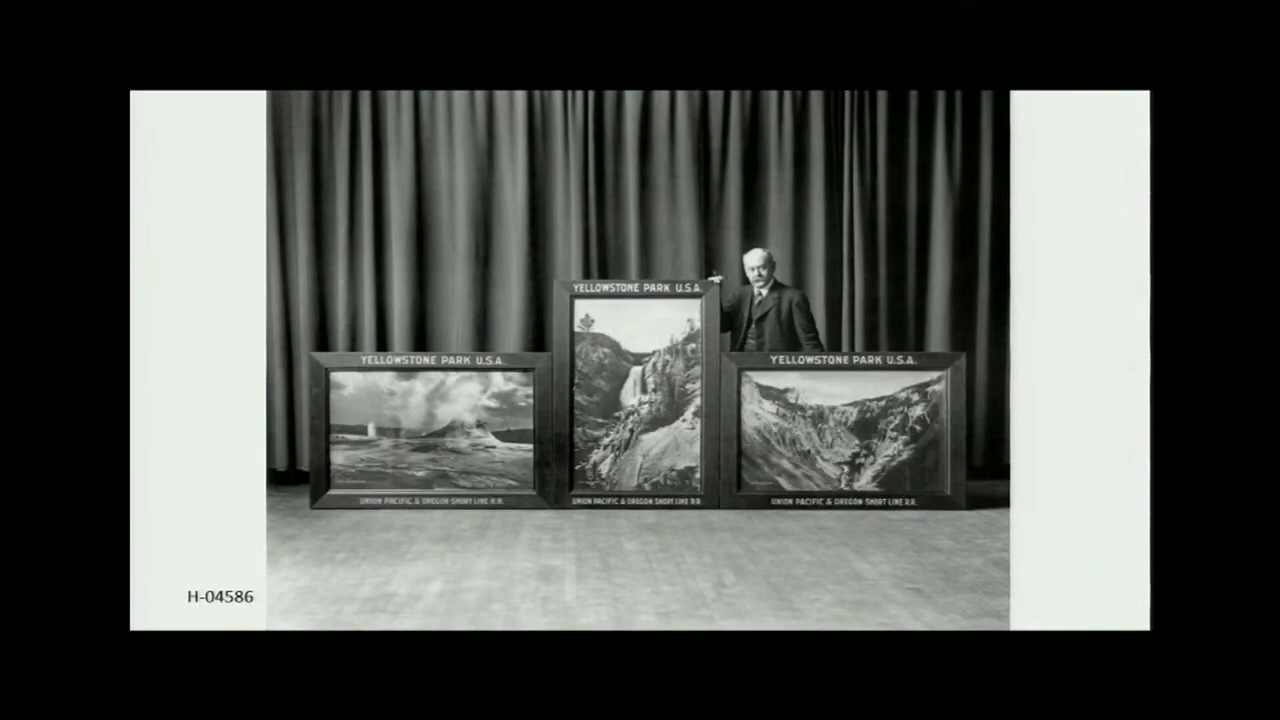 YELLOWSTONE PARK U.S.A.
YELLOWSTONE PARK U.S.A.
YELLOWSTONE PARK U.S.A.
UNION PACIFIC & OREGON SHORT LINE R.R.
UNION PACIFIC & OREGON SHORT LINE R.R.
UNION PACIFIC & OREGON SHORT LINE R.R.
H-04586